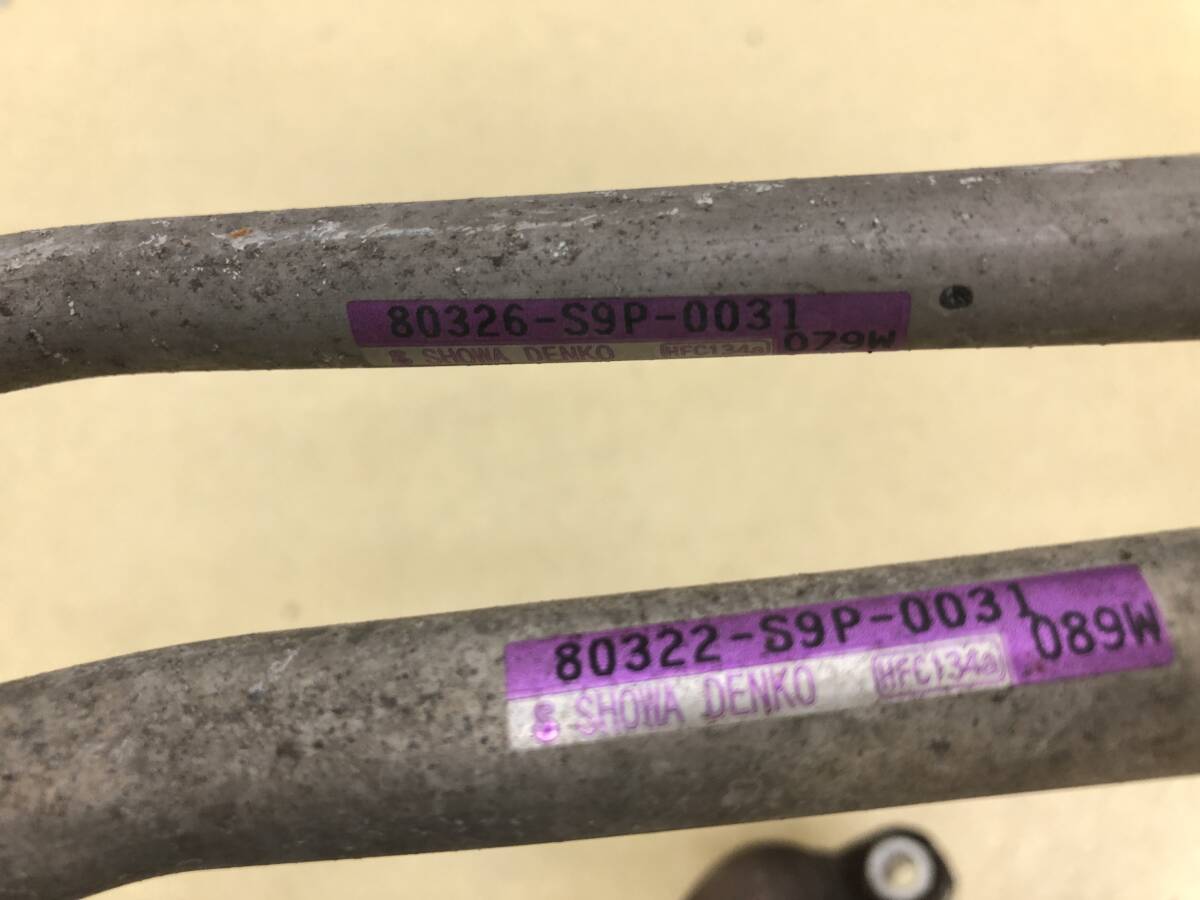 80326-S9P-0031
SHOWA DENKO HFC134a 079W
80322-S9P-0031
SHOWA DENKO HFC134a 089W